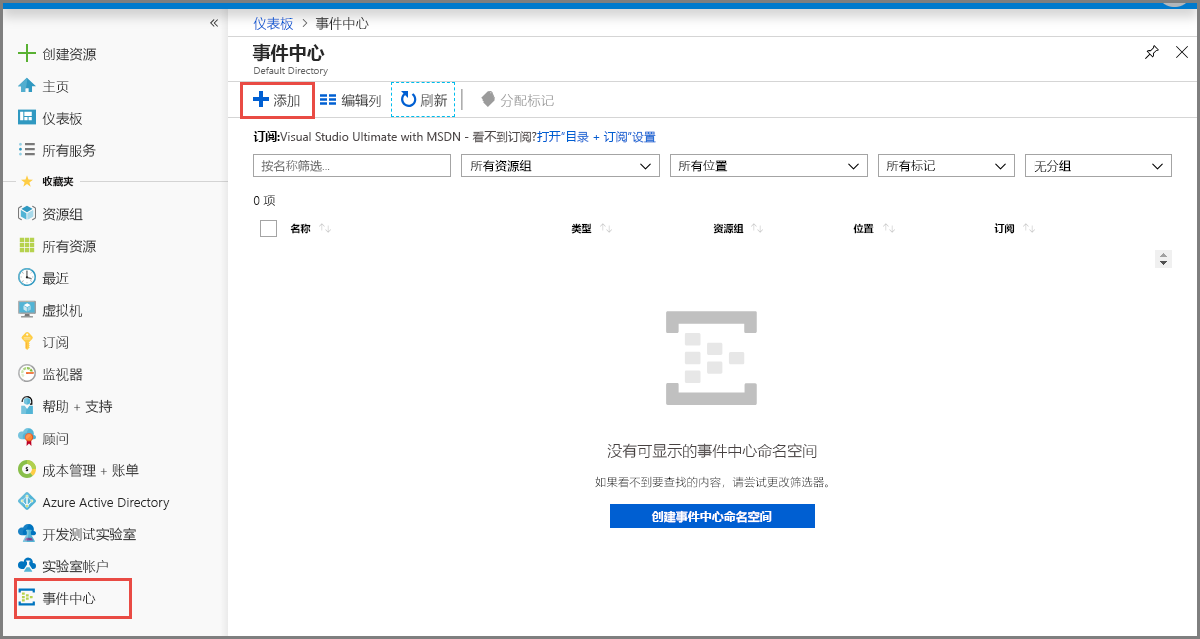 «
创建资源
主页
仪表板
所有服务
收藏夹
资源组
所有资源
最近
虚拟机
订阅
监视器
帮助 + 支持
顾问
成本管理 + 账单
Azure Active Directory
开发测试实验室
实验室帐户
事件中心
仪表板 > 事件中心
事件中心
Default Directory
添加 编辑列 刷新 分配标记
订阅:Visual Studio Ultimate with MSDN - 看不到订阅?打开"目录 + 订阅"设置
按名称筛选... 所有资源组 所有位置 所有标记 无分组
0 项
名称 类型 资源组 位置 订阅
没有可显示的事件中心命名空间
如果看不到要查找的内容，请尝试更改筛选器。
创建事件中心命名空间